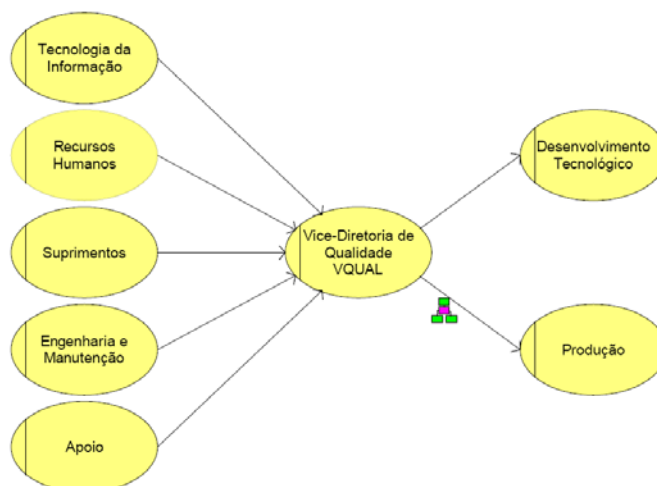 Tecnologia da
Informação
Recursos
Humanos
Suprimentos
Engenharia e
Manutenção
Apoio
Vice-Diretoria de
Qualidade
VQUAL
Desenvolvimento
Tecnológico
Produção